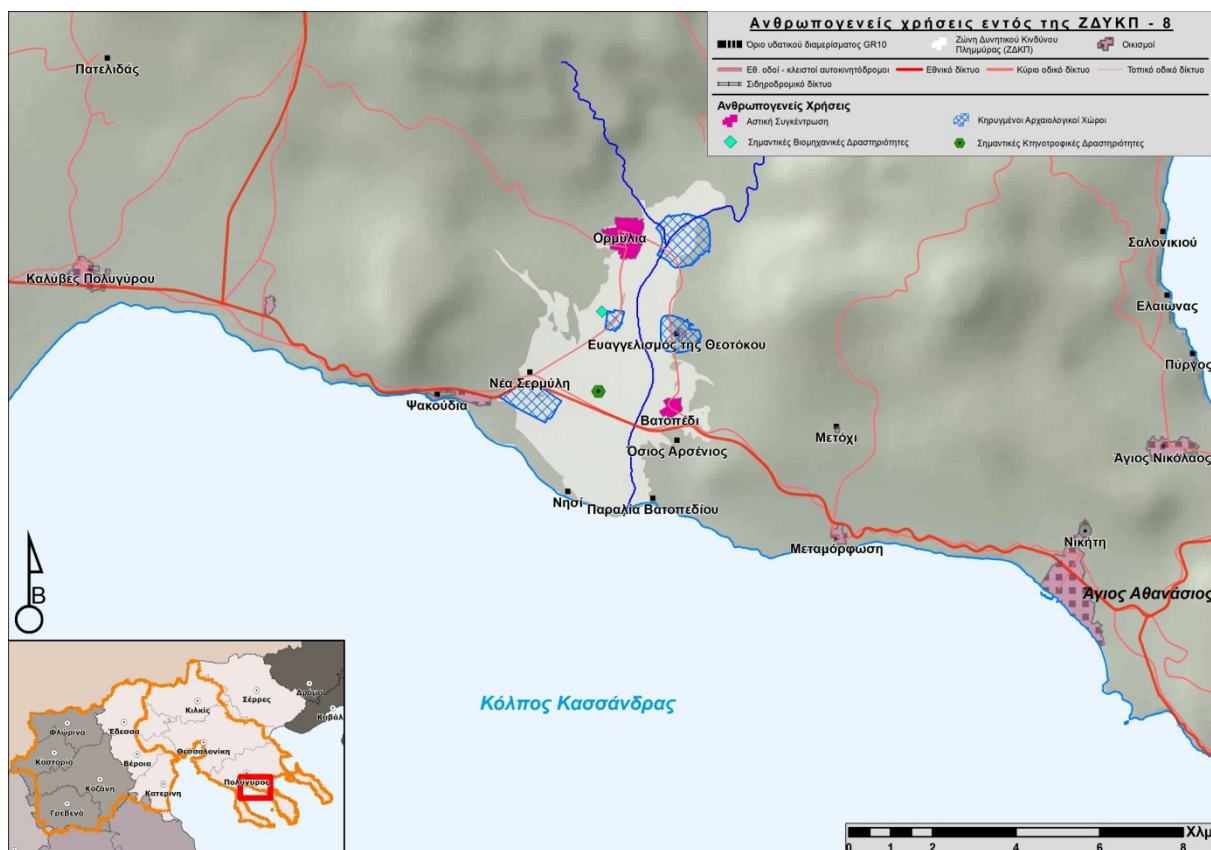 Ανθρωπογενείς χρήσεις εντός της ΖΔΥΚΠ - 8
Όριο υδατικού διαμερίσματος GR10
Ζώνη Δυνητικού Κινδύνου
Πλημμύρας (ΖΔΚΠ)
Οικισμοί
Εθ. οδοί - κλειστοί αυτοκινητόδρομοι
Εθνικό δίκτυο
Κύριο οδικό δίκτυο
Τοπικό οδικό δίκτυο
Σιδηροδρομικό δίκτυο
Ανθρωπογενείς Χρήσεις
Αστική Συγκέντρωση
Κηρυγμένοι Αρχαιολογικοί Χώροι
Σημαντικές Βιομηχανικές Δραστηριότητες
Σημαντικές Κτηνοτροφικές Δραστηριότητες
Πατελιδάς
Ορμύλια
Σαλονικιού
Καλύβες Πολυγύρου
Ελαιώνας
Ευαγγελισμός της Θεοτόκου
Πύργος
Νέα Σερμύλη
Ψακούδια
Βατοπέδι
Μετόχι
Όσιος Αρσένιος
Άγιος Νικόλαος
Νησί
Παραλία Βατοπεδίου
Νικήτη
Μεταμόρφωση
Άγιος Αθανάσιος
Β
Κόλπος Κασσάνδρας
Σέρρες
Δράμα
Κιλκίς
Καβάλ
Φλώρινα
Έδεσσα
Θεσσαλονίκη
Καστοριά
Βέροια
Πολύγυρος
Κοζάνη
Κατερίνη
Γρεβενά
Χλμ
0 1 2 4 6 8